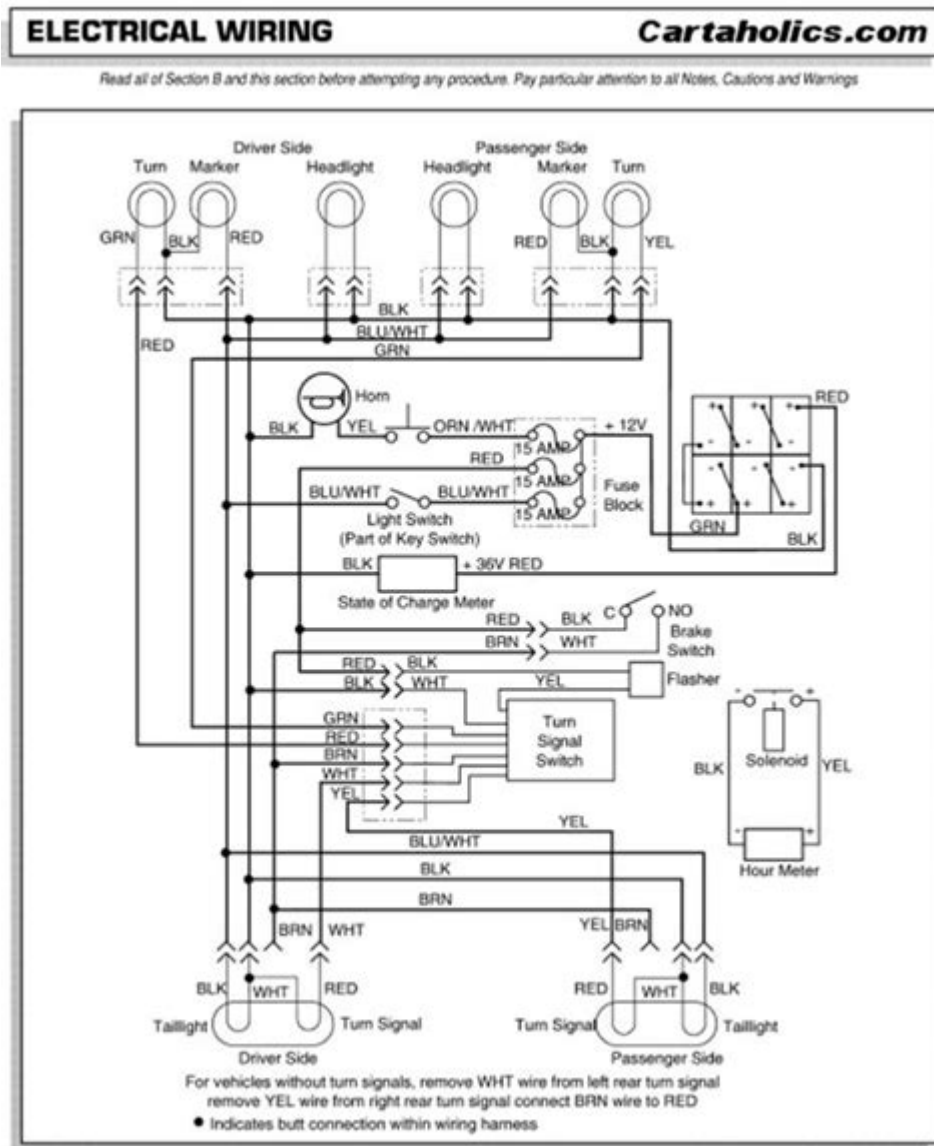 ELECTRICAL WIRING Cartaholics.com
Read all of Section B and this section before attempting any procedure. Pay particular attention to all Notes, Cautions and Warnings
Driver Side Passenger Side
Turn Marker Headlight Headlight Marker Turn
GRN BLK RED RED BLK YEL
BLK
BLU/WHT
RED GRN
Horn RED
BLK YEL ORN /WHT + 12V
15 AMP
RED
15 AMP Fuse
BLU/WHT BLU/WHT Block
15 AMP
Light Switch GRN
(Part of Key Switch) BLK
BLK + 36V RED
State of Charge Meter
RED BLK C NO
BRN WHT Brake
Switch
RED BLK
BLK WHT YEL Flasher
GRN Turn
RED Signal
BRN Switch
WHT
YEL
BLK Solenoid YEL
YEL
BLU/WHT
BLK Hour Meter
BRN
BRN WHT YEL BRN
BLK WHT RED RED WHT BLK
Taillight Turn Signal Turn Signal Taillight
Driver Side Passenger Side
For vehicles without turn signals, remove WHT wire from left rear turn signal
remove YEL wire from right rear turn signal connect BRN wire to RED
● Indicates butt connection within wiring harness
- + + + +
- -
- - -
+ + +
- +
- +